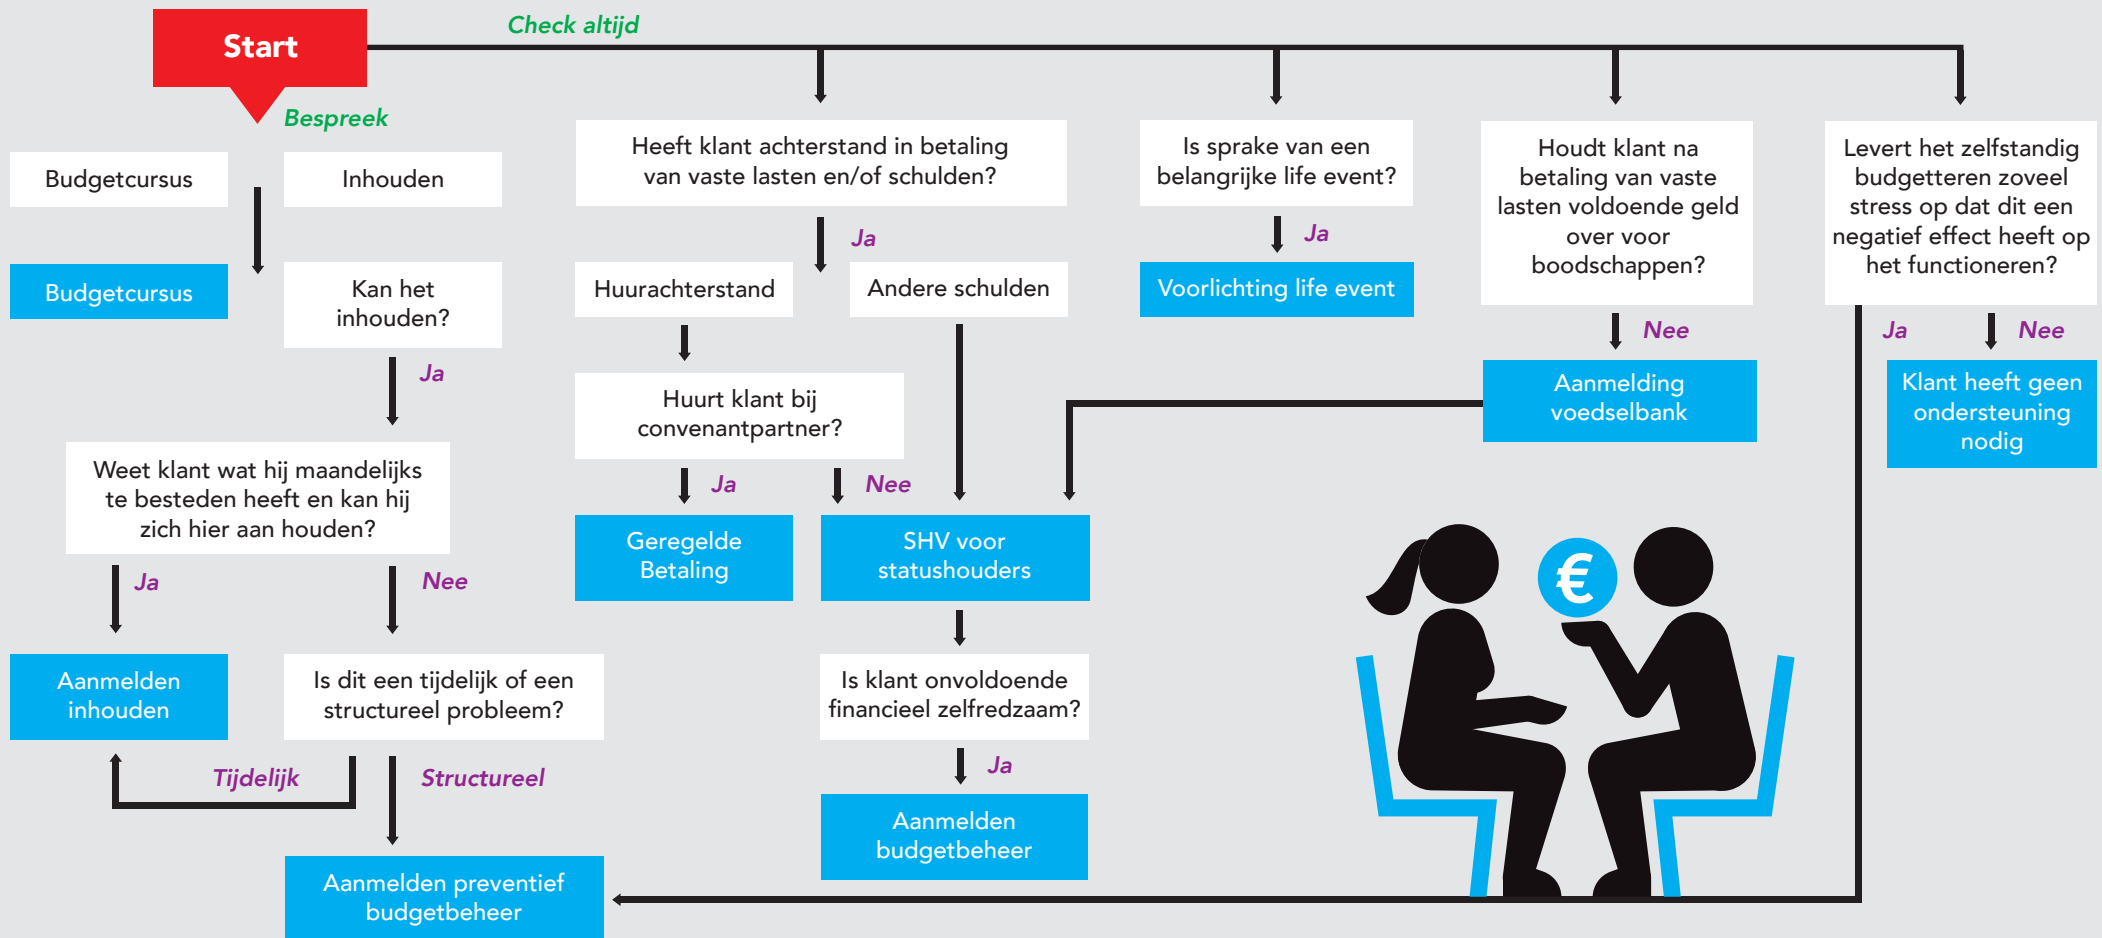 Start
Check altijd
Bespreek
Budgetcursus
Inhouden
Budgetcursus
Kan het
inhouden?
Ja
Weet klant wat hij maandelijks
te besteden heeft en kan hij
zich hier aan houden?
Ja
Nee
Aanmelden
inhouden
Is dit een tijdelijk of een
structureel probleem?
Tijdelijk
Structureel
Aanmelden preventief
budgetbeheer
Heeft klant achterstand in betaling
van vaste lasten en/of schulden?
Ja
Huurachterstand
Andere schulden
Huurt klant bij
convenantpartner?
Ja
Nee
Geregelde
Betaling
SHV voor
statushouders
Is klant onvoldoende
financieel zelfredzaam?
Ja
Aanmelden
budgetbeheer
Is sprake van een
belangrijke life event?
Ja
Voorlichting life event
Houdt klant na
betaling van vaste
lasten voldoende geld
over voor
boodschappen?
Nee
Aanmelding
voedselbank
Levert het zelfstandig
budgetteren zoveel
stress op dat dit een
negatief effect heeft op
het functioneren?
Ja
Nee
Klant heeft geen
ondersteuning
nodig
€